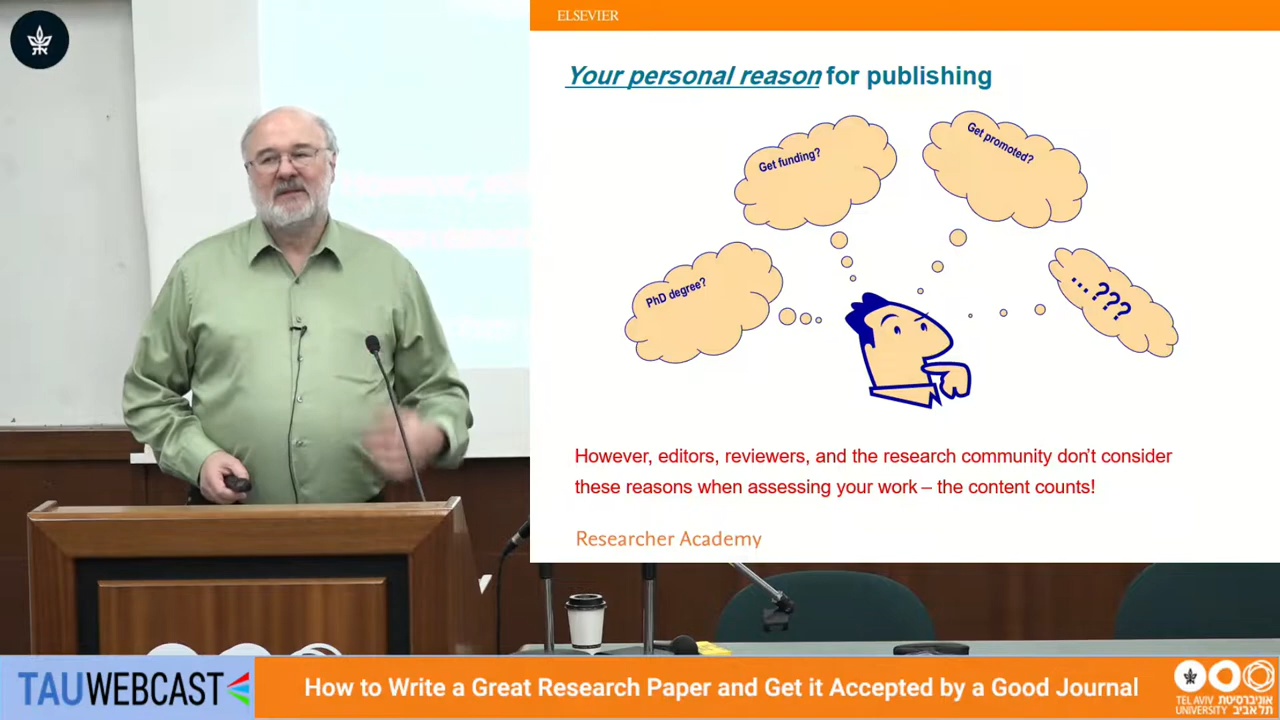 ELSEVIER
Your personal reason for publishing
Get funding?
Get promoted?
PhD degree?
...???
However, editors, reviewers, and the research community don't consider
these reasons when assessing your work – the content counts!
Researcher Academy
TAUWEBCAST
How to Write a Great Research Paper and Get it Accepted by a Good Journal
TEL AVIV אוניברסיטת
UNIVERSITY תל אביב